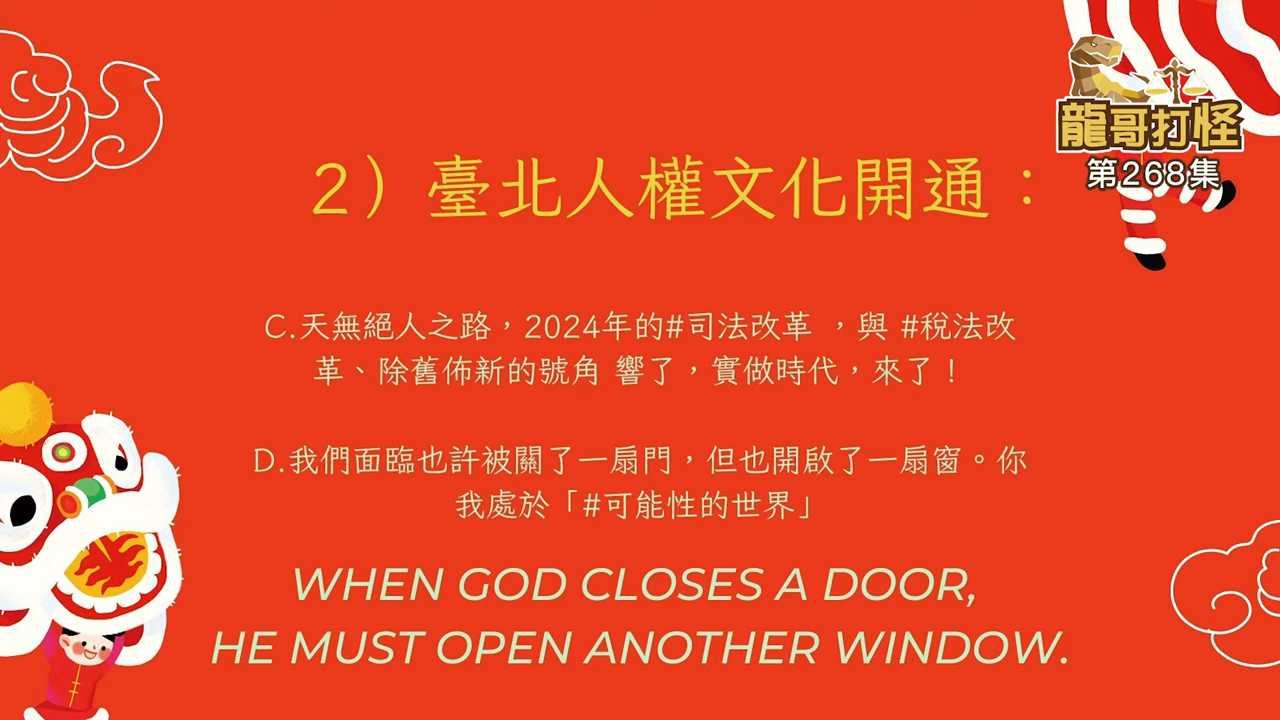 龍哥打怪
第268集
2）臺北人權文化開通：
C.天無絕人之路，2024年的#司法改革 ，與 #稅法改
革、除舊佈新的號角 響了，實做時代，來了！
D.我們面臨也許被關了一扇門，但也開啟了一扇窗。你
我處於「#可能性的世界」
WHEN GOD CLOSES A DOOR,
HE MUST OPEN ANOTHER WINDOW.